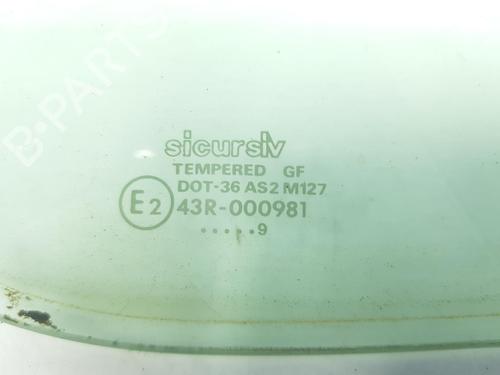 B-PARTS
sicursiv
TEMPERED GF
DOT-36 AS2 M127
E2 43R-000981
.....9